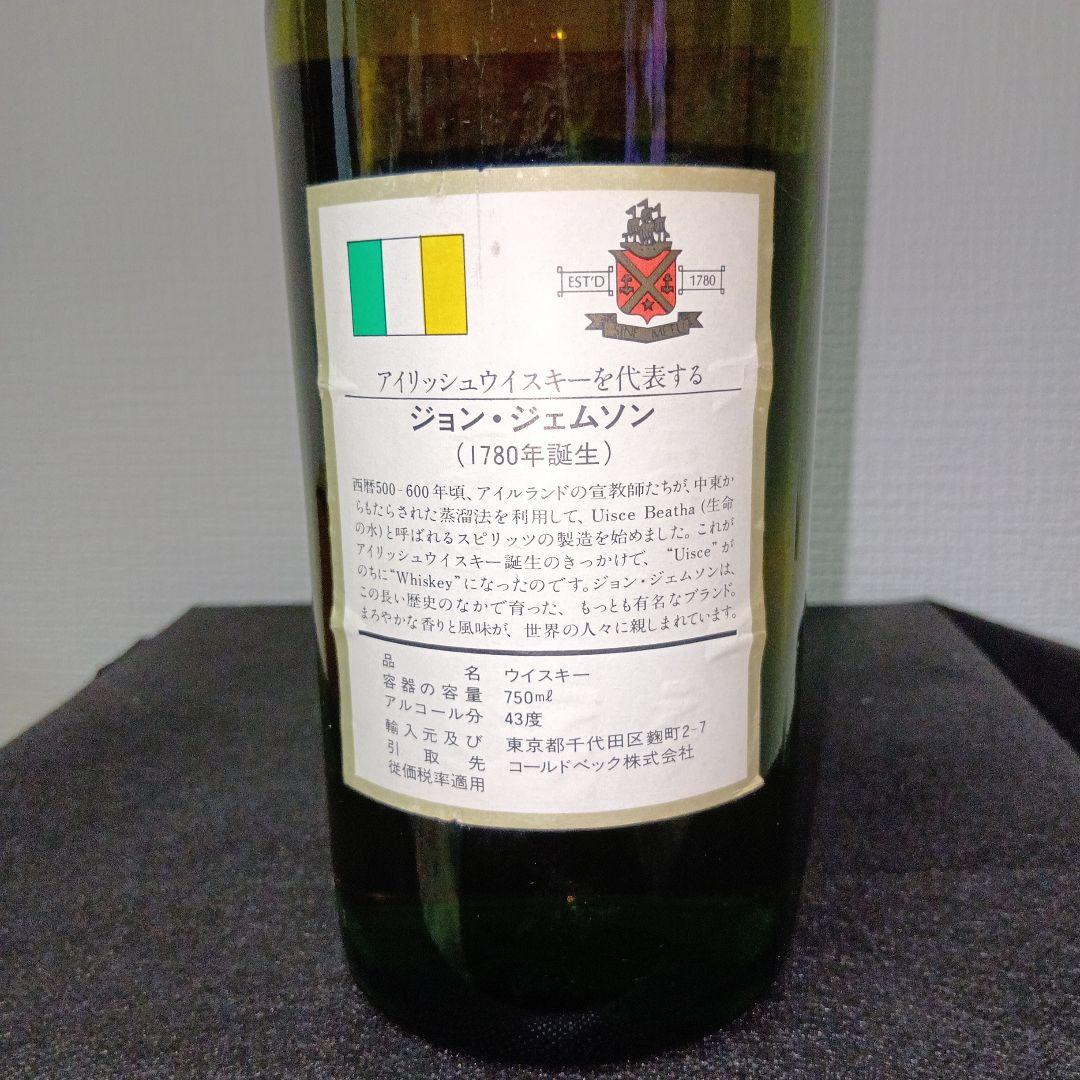 EST'D 1780
SINE METU
アイリッシュウイスキーを代表する
ジョン・ジェムソン
(1780年誕生)
西暦500-600年頃、アイルランドの宣教師たちが、中東か
らもたらされた蒸溜法を利用して、Uisce Beatha (生命
の水)と呼ばれるスピリッツの製造を始めました。これが
アイリッシュウイスキー誕生のきっかけで、“Uisce”が
のちに“Whiskey”になったのです。ジョン・ジェムソンは、
この長い歴史のなかで育った、もっとも有名なブランド。
まろやかな香りと風味が、世界の人々に親しまれています。
品名 ウイスキー
容器の容量 750ml
アルコール分 43度
輸入元及び 東京都千代田区麴町2-7
引取先 コールドベック株式会社
従価税率適用